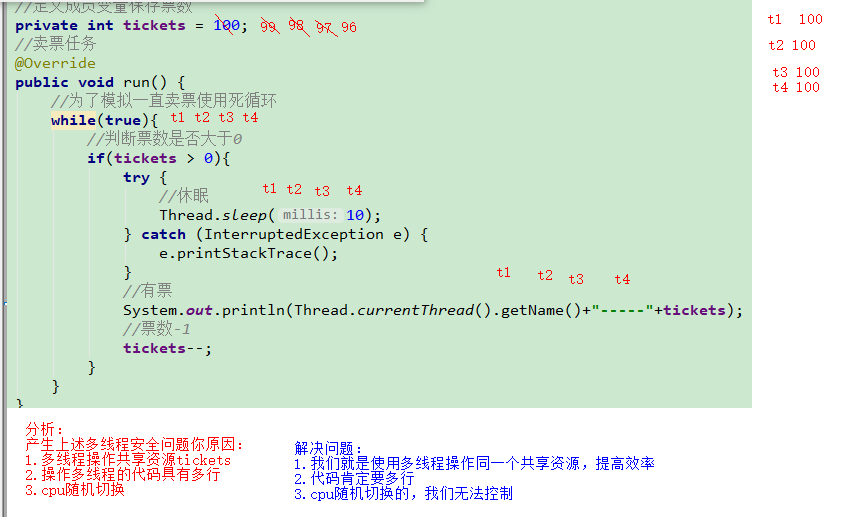 //定义成员变量保存票数
private int tickets = 100; 99 98 97 96
t1 100
//卖票任务
t2 100
@Override
t3 100
public void run() {
t4 100
//为了模拟一直卖票使用死循环
while(true){ t1 t2 t3 t4
//判断票数是否大于0
if(tickets > 0){
try {
//休眠 t1 t2 t3 t4
Thread.sleep( millis: 10);
} catch (InterruptedException e) {
e.printStackTrace();
} t1 t2 t3 t4
//有票
System.out.println(Thread.currentThread().getName()+"-----"+tickets);
//票数-1
tickets--;
}
}
}
分析：
产生上述多线程安全问题你原因：
1.多线程操作共享资源tickets
2.操作多线程的代码具有多行
3.cpu随机切换
解决问题：
1.我们就是使用多线程操作同一个共享资源，提高效率
2.代码肯定要多行
3.cpu随机切换的，我们无法控制